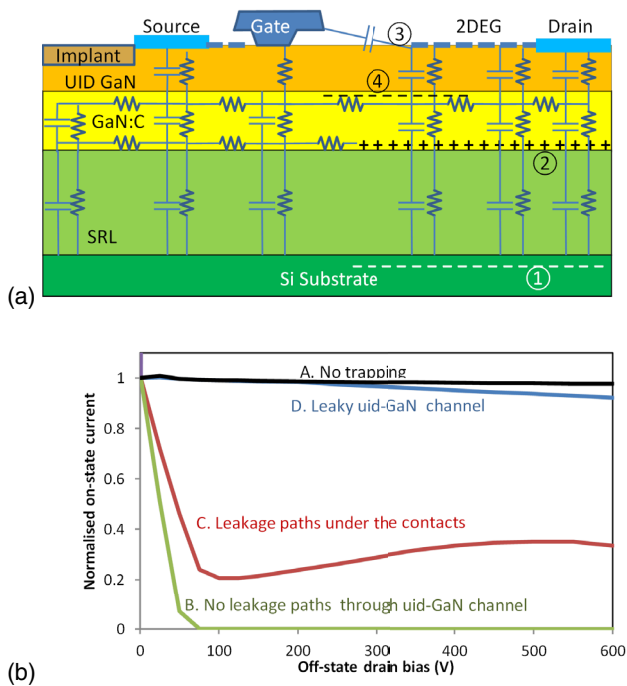 Source
Gate
③
2DEG
Drain
Implant
UID GaN
④
GaN:C
+ + + + + + + + + + + + + + + + + +
②
SRL
Si Substrate
①
(a)
Normalised on-state current
1
0.8
0.6
0.4
0.2
0
A. No trapping
D. Leaky uid-GaN channel
C. Leakage paths under the contacts
B. No leakage paths through uid-GaN channel
0 100 200 300 400 500 600
Off-state drain bias (V)
(b)